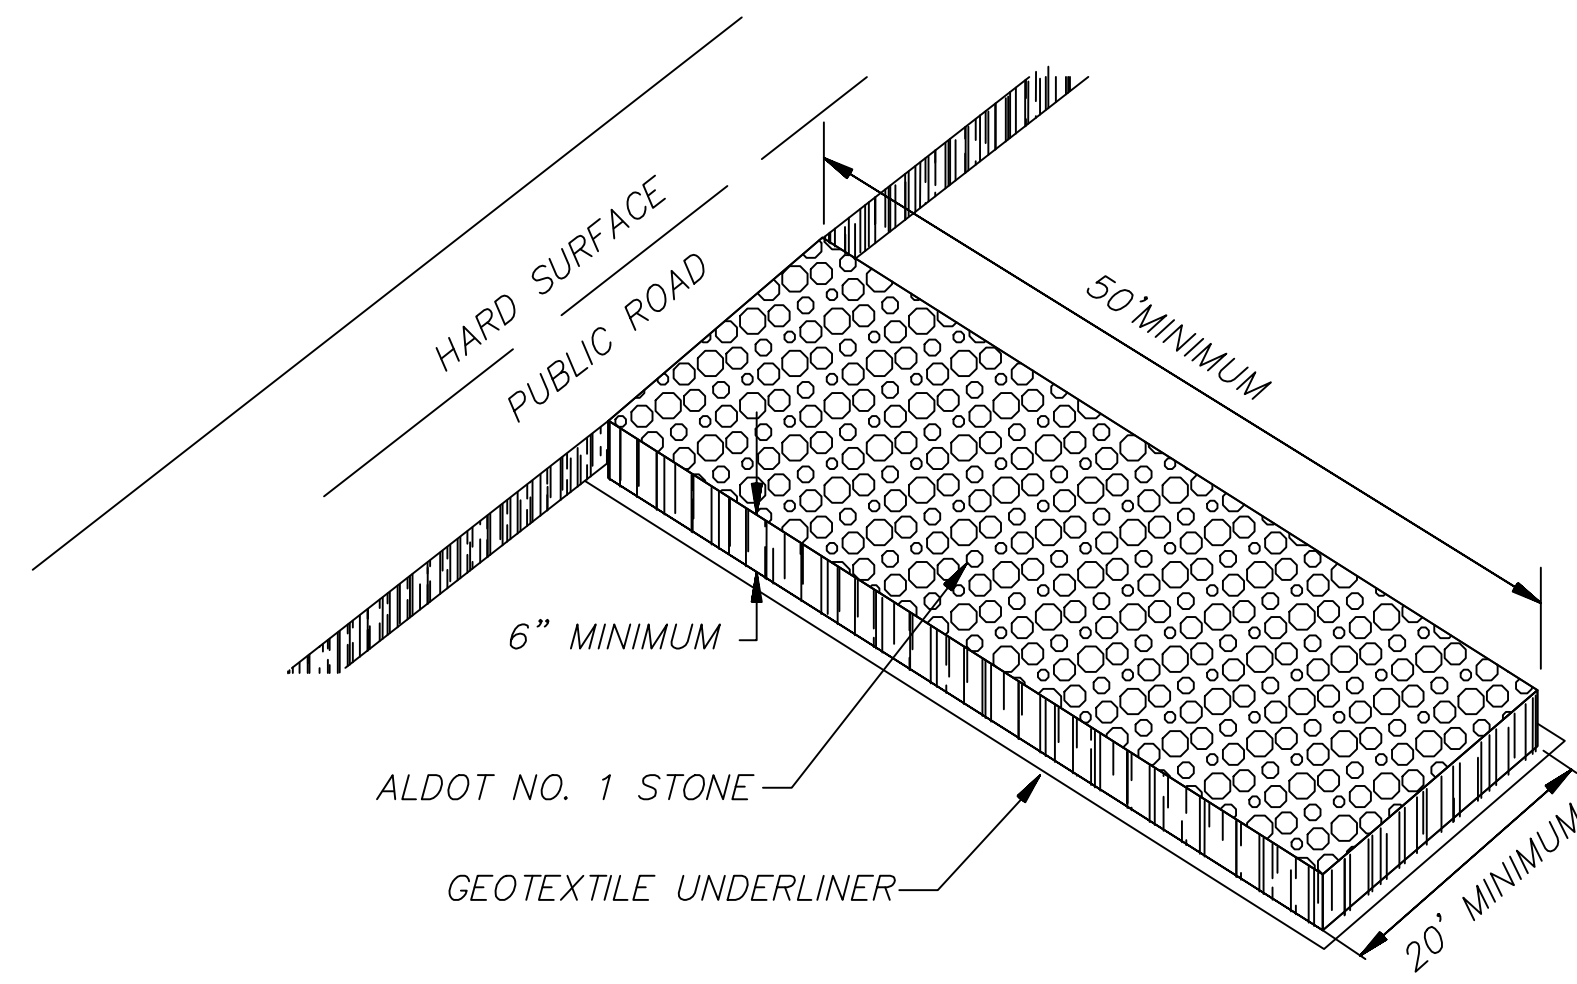 HARD SURFACE
PUBLIC ROAD
50'MINIMUM
6” MINIMUM
ALDOT NO. 1 STONE
GEOTEXTILE UNDERLINER
20' MINIMUM